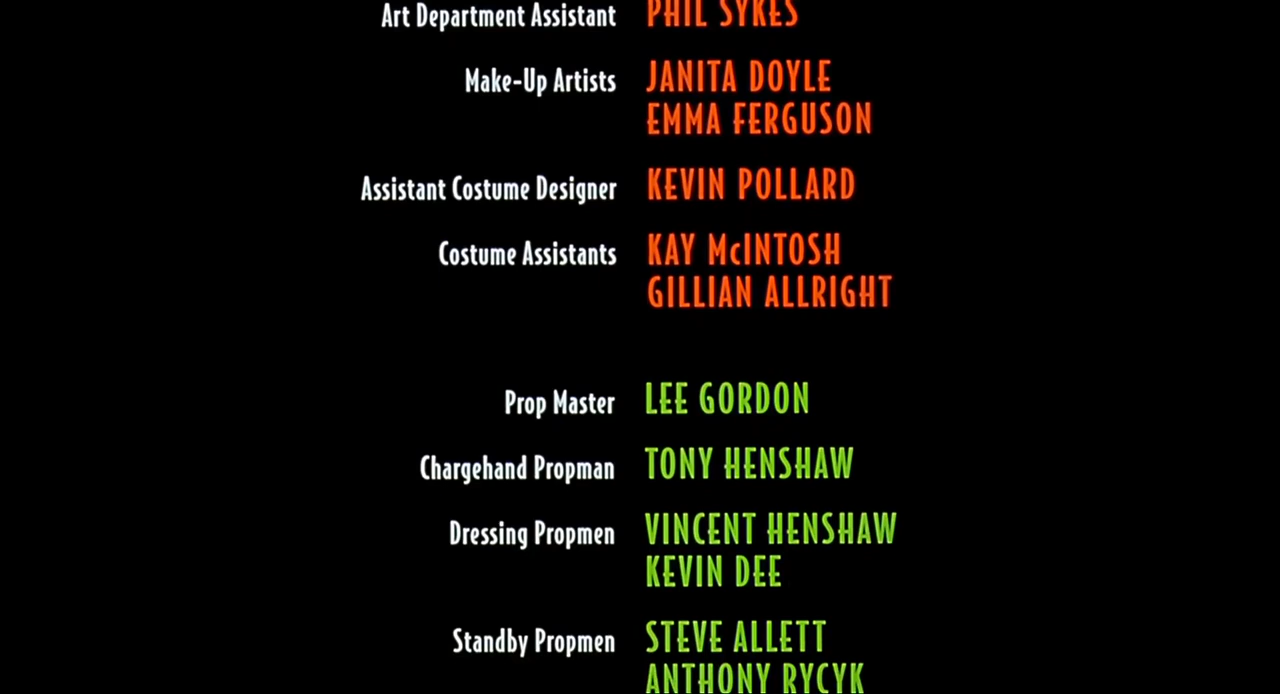 Art Department Assistant PHIL SYKES
Make-Up Artists JANITA DOYLE
EMMA FERGUSON
Assistant Costume Designer KEVIN POLLARD
Costume Assistants KAY McINTOSH
GILLIAN ALLRIGHT
Prop Master LEE GORDON
Chargehand Propman TONY HENSHAW
Dressing Propmen VINCENT HENSHAW
KEVIN DEE
Standby Propmen STEVE ALLETT
ANTHONY RYCYK